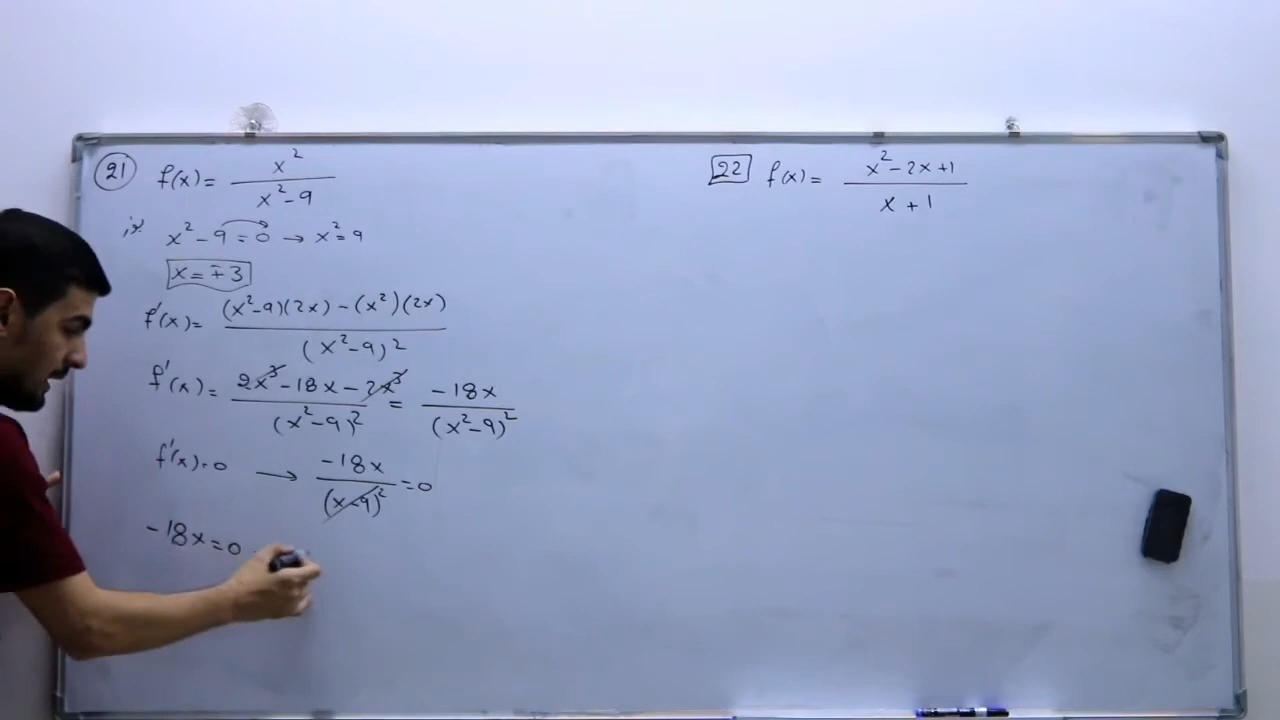 21 f(x) = x² / x² - 9
x² - 9 = 0 → x² = 9
x = ∓ 3
f'(x) = (x² - 9)(2x) - (x²)(2x) / (x² - 9)²
f'(x) = 2x³ - 18x - 2x³ / (x² - 9)² = -18x / (x² - 9)²
f'(x) = 0 → -18x / (x - 9)² = 0
-18x = 0
22 f(x) = x² - 2x + 1 / x + 1